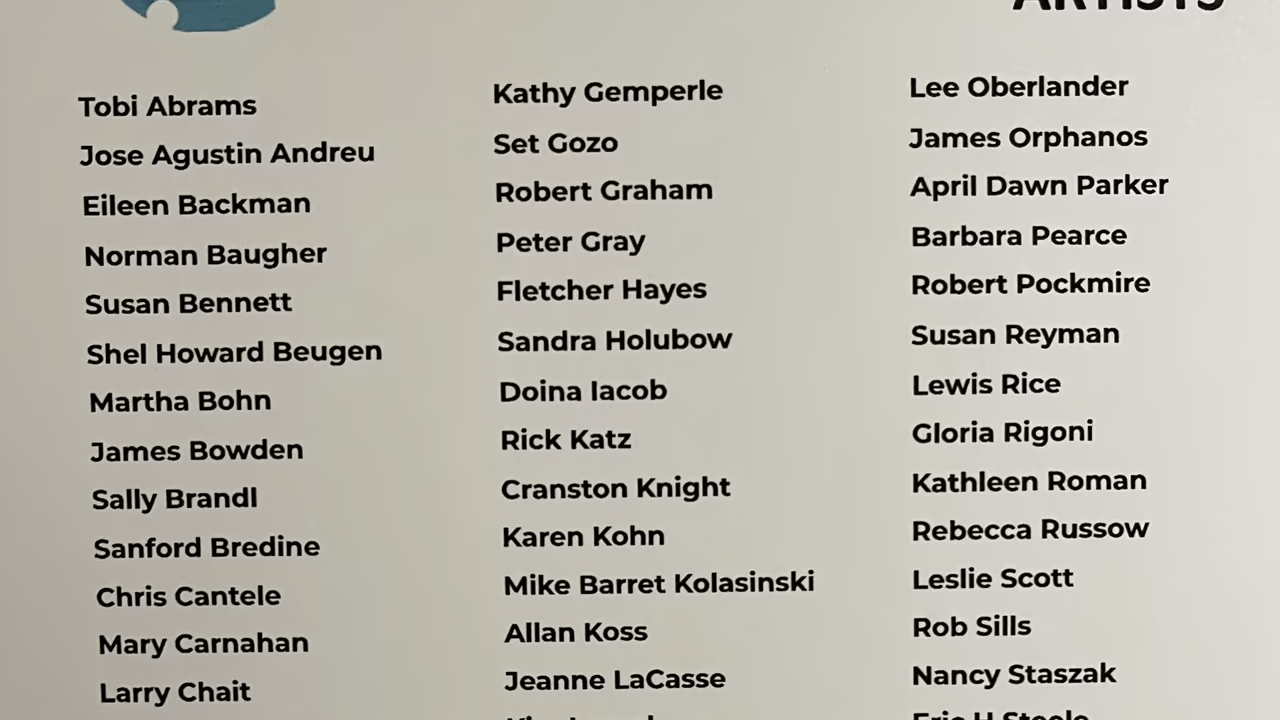 ARTISTS
Tobi Abrams
Jose Agustin Andreu
Eileen Backman
Norman Baugher
Susan Bennett
Shel Howard Beugen
Martha Bohn
James Bowden
Sally Brandl
Sanford Bredine
Chris Cantele
Mary Carnahan
Larry Chait
Kathy Gemperle
Set Gozo
Robert Graham
Peter Gray
Fletcher Hayes
Sandra Holubow
Doina Iacob
Rick Katz
Cranston Knight
Karen Kohn
Mike Barret Kolasinski
Allan Koss
Jeanne LaCasse
Lee Oberlander
James Orphanos
April Dawn Parker
Barbara Pearce
Robert Pockmire
Susan Reyman
Lewis Rice
Gloria Rigoni
Kathleen Roman
Rebecca Russow
Leslie Scott
Rob Sills
Nancy Staszak
Eric H Steele